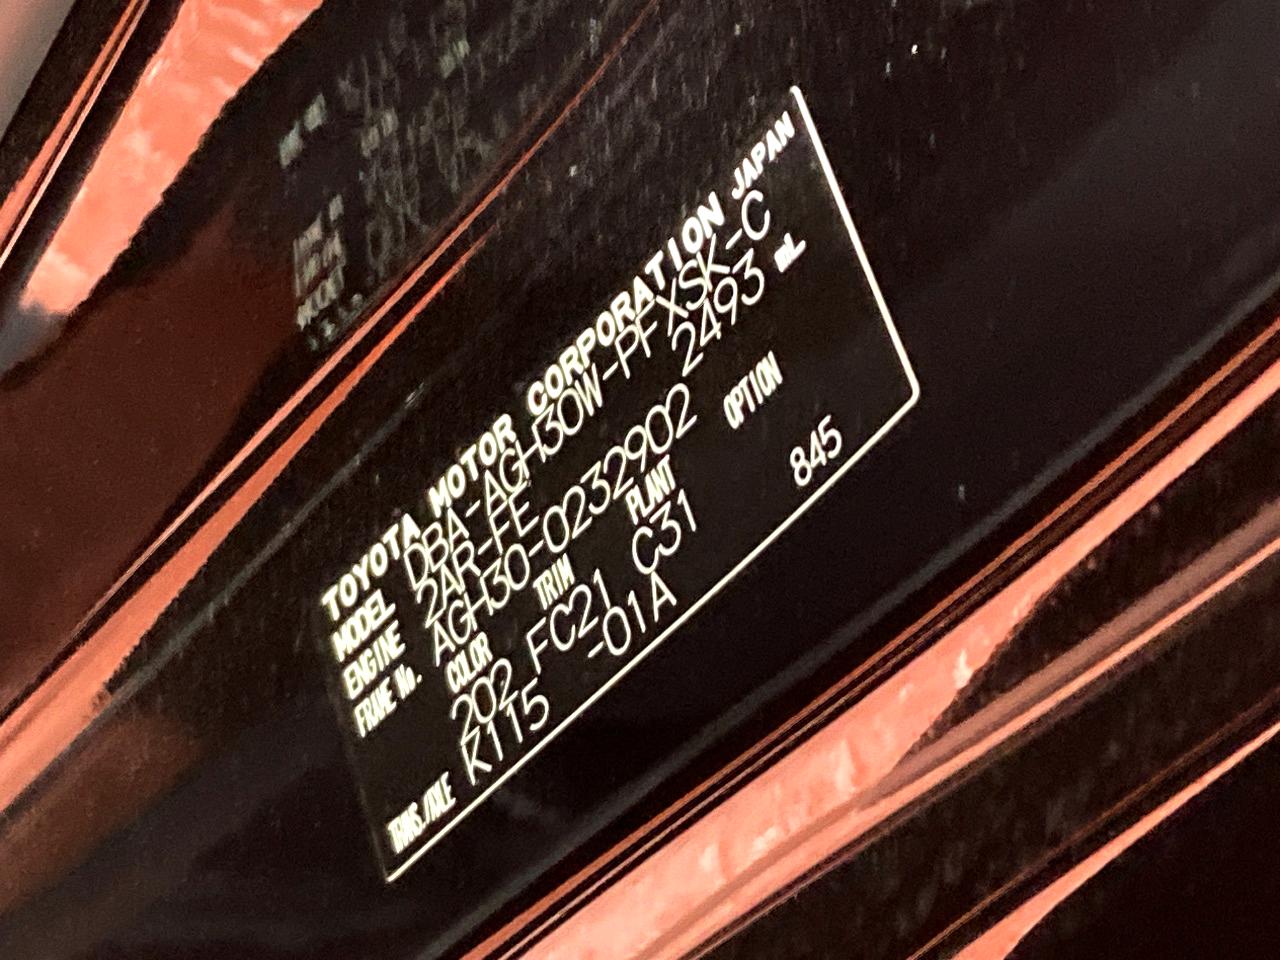 TOYOTA MOTOR CORPORATION JAPAN
MODEL DBA-AGH30W-PFXSK-C
ENGINE 2AR-FE 2493 mL
FRAME No. AGH30-0232902
COLOR TRIM PLANT OPTION
202 FC21 C31 845
TRANS./AXLE K115 -01A